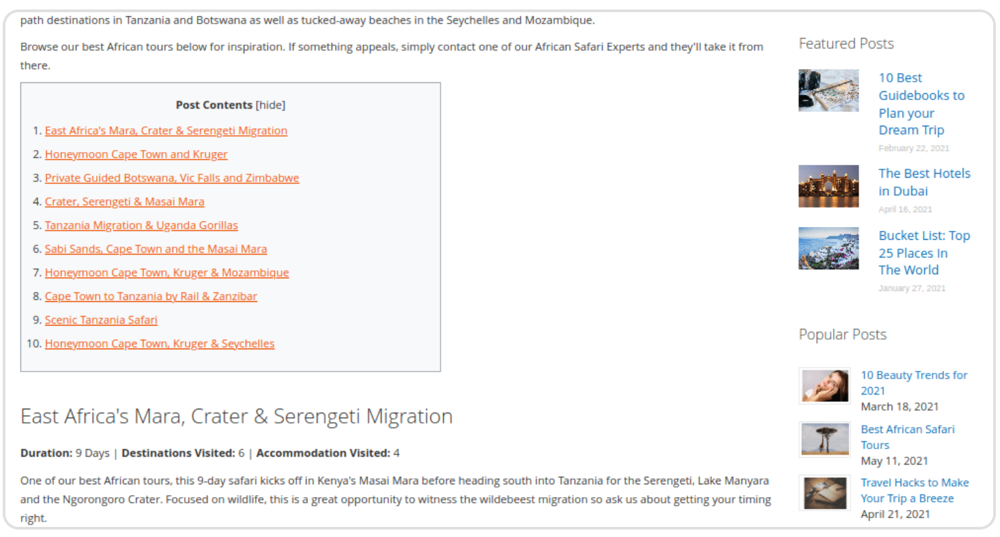 path destinations in Tanzania and Botswana as well as tucked-away beaches in the Seychelles and Mozambique.
Browse our best African tours below for inspiration. If something appeals, simply contact one of our African Safari Experts and they'll take it from
there.
Post Contents [hide]
1. East Africa's Mara, Crater & Serengeti Migration
2. Honeymoon Cape Town and Kruger
3. Private Guided Botswana, Vic Falls and Zimbabwe
4. Crater, Serengeti & Masai Mara
5. Tanzania Migration & Uganda Gorillas
6. Sabi Sands, Cape Town and the Masai Mara
7. Honeymoon Cape Town, Kruger & Mozambique
8. Cape Town to Tanzania by Rail & Zanzibar
9. Scenic Tanzania Safari
10. Honeymoon Cape Town, Kruger & Seychelles
East Africa's Mara, Crater & Serengeti Migration
Duration: 9 Days | Destinations Visited: 6 | Accommodation Visited: 4
One of our best African tours, this 9-day safari kicks off in Kenya's Masai Mara before heading south into Tanzania for the Serengeti, Lake Manyara
and the Ngorongoro Crater. Focused on wildlife, this is a great opportunity to witness the wildebeest migration so ask us about getting your timing
right.
Featured Posts
10 Best
Guidebooks to
Plan your
Dream Trip
February 22, 2021
The Best Hotels
in Dubai
April 16, 2021
Bucket List: Top
25 Places In
The World
January 27, 2021
Popular Posts
10 Beauty Trends for
2021
March 18, 2021
Best African Safari
Tours
May 11, 2021
Travel Hacks to Make
Your Trip a Breeze
April 21, 2021